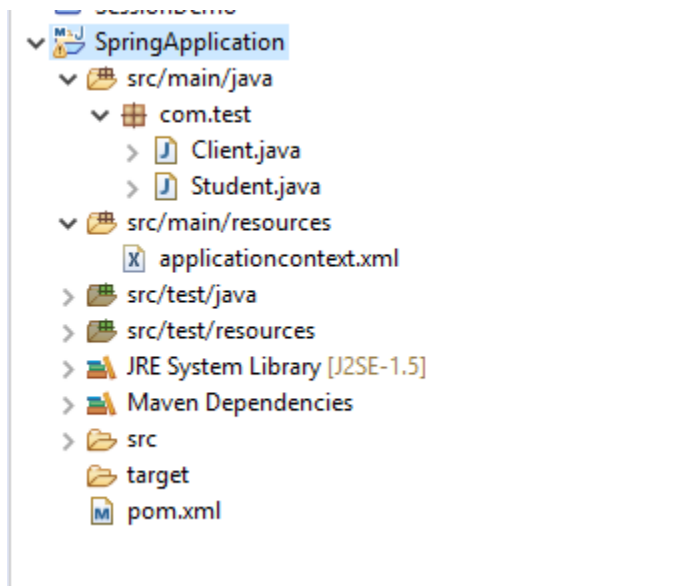 SessionDemo
SpringApplication
src/main/java
com.test
Client.java
Student.java
src/main/resources
applicationcontext.xml
src/test/java
src/test/resources
JRE System Library [J2SE-1.5]
Maven Dependencies
src
target
pom.xml